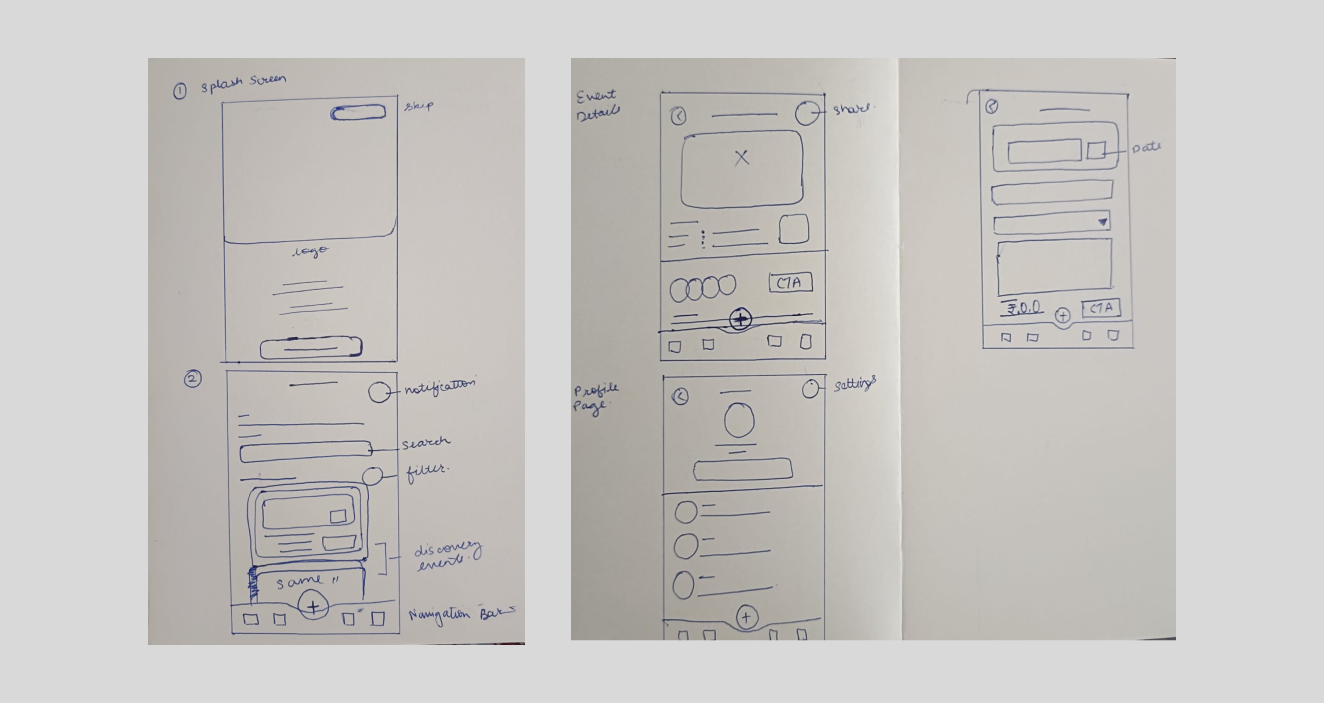 ① Splash Screen
skip
logo
②
notification
search
filter.
discovery
events.
same "
+
Navigation Bars
Event
Details
share.
X
CTA
+
Profile
Page.
settings
+
Date
₹.0.0
CTA
+